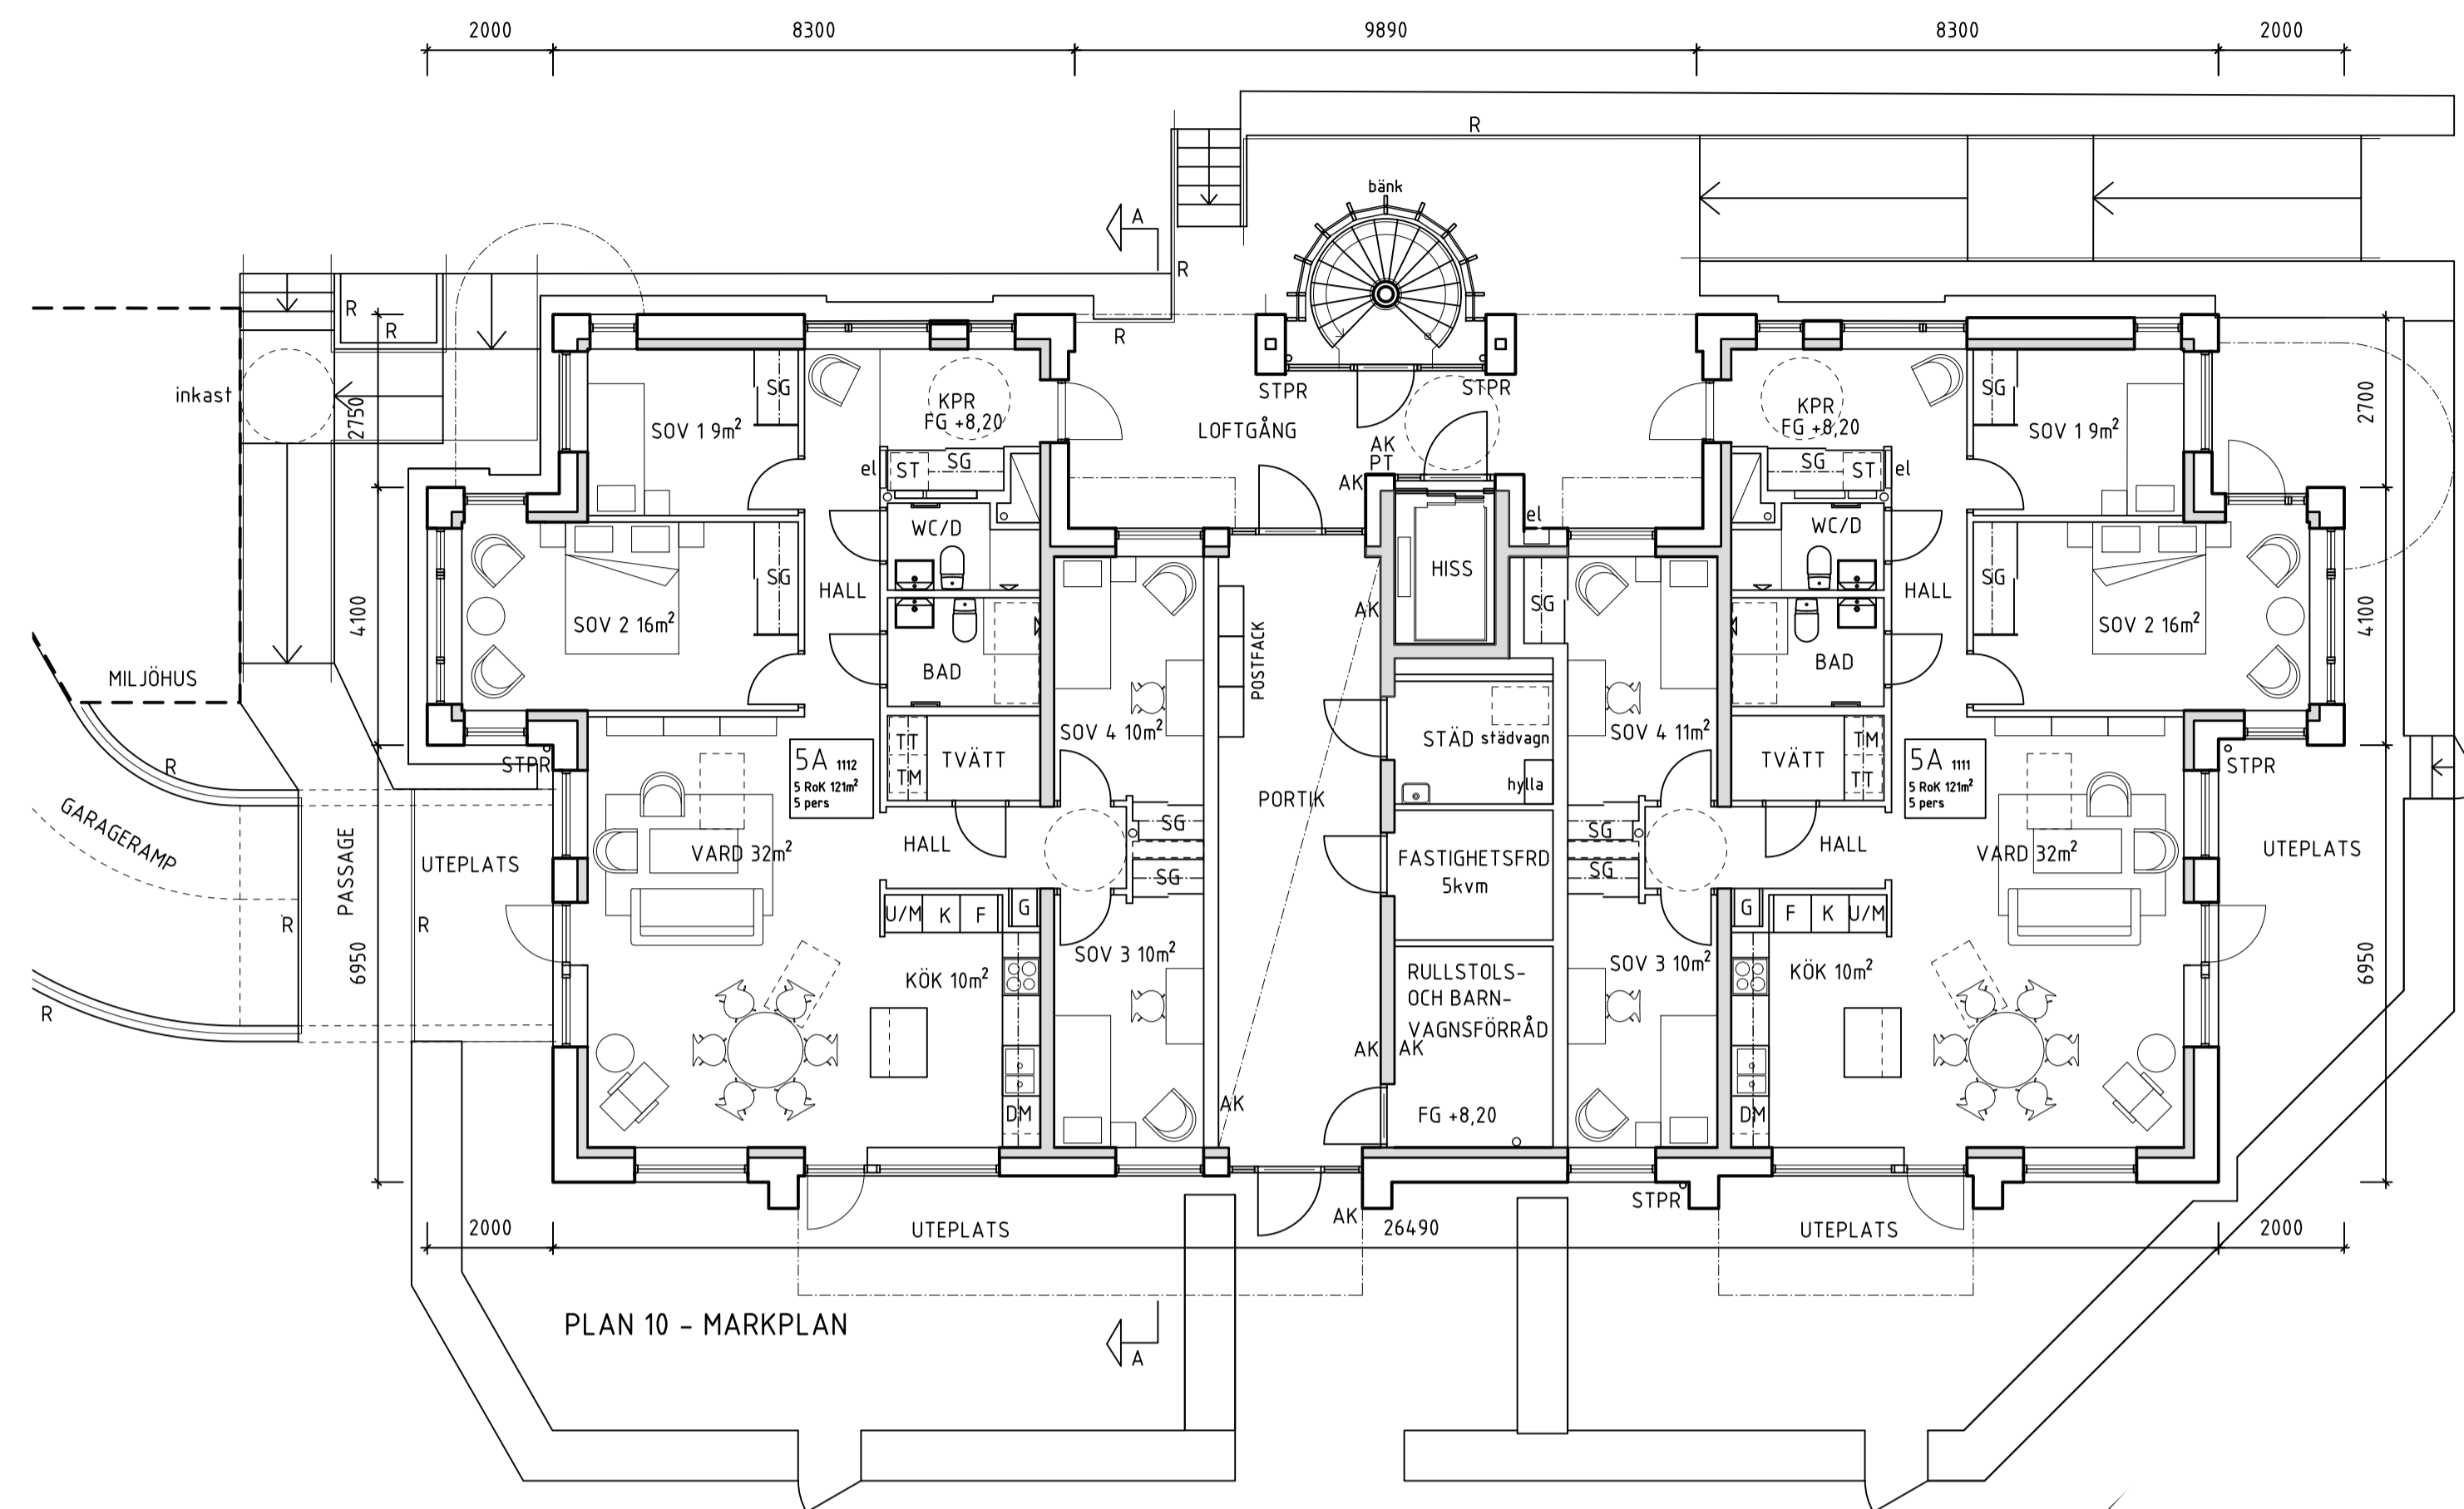 2000
8300
9890
8300
2000
R
bänk
A
R
R
R
R
inkast
2750
SG
KPR
FG +8,20
SOV 1 9m²
STPR
STPR
LOFTGÅNG
KPR
FG +8,20
SG
SOV 1 9m²
2700
el
ST
SG
AK
PT
AK
SG
ST
el
WC/D
el
WC/D
HISS
4100
SG
HALL
SOV 2 16m²
AK
SG
SG
HALL
SOV 2 16m²
4100
MILJÖHUS
BAD
POSTFACK
BAD
SOV 4 10m²
STÄD
städvagn
SOV 4 11m²
R
STPR
5A 1112
5 RoK 121m²
5 pers
TT
TM
TVÄTT
PORTIK
hylla
TVÄTT
TM
TT
5A 1111
5 RoK 121m²
5 pers
STPR
GARAGERAMP
PASSAGE
UTEPLATS
VARD 32m²
HALL
SG
SG
FASTIGHETSFRD
5kvm
SG
SG
HALL
VARD 32m²
UTEPLATS
R
R
U/M
K
F
G
G
F
K
U/M
6950
KÖK 10m²
SOV 3 10m²
RULLSTOLS-
OCH BARN-
VAGNSFÖRRÅD
SOV 3 10m²
KÖK 10m²
6950
R
AK
AK
DM
AK
FG +8,20
DM
STPR
2000
UTEPLATS
AK
26490
UTEPLATS
2000
PLAN 10 - MARKPLAN
A